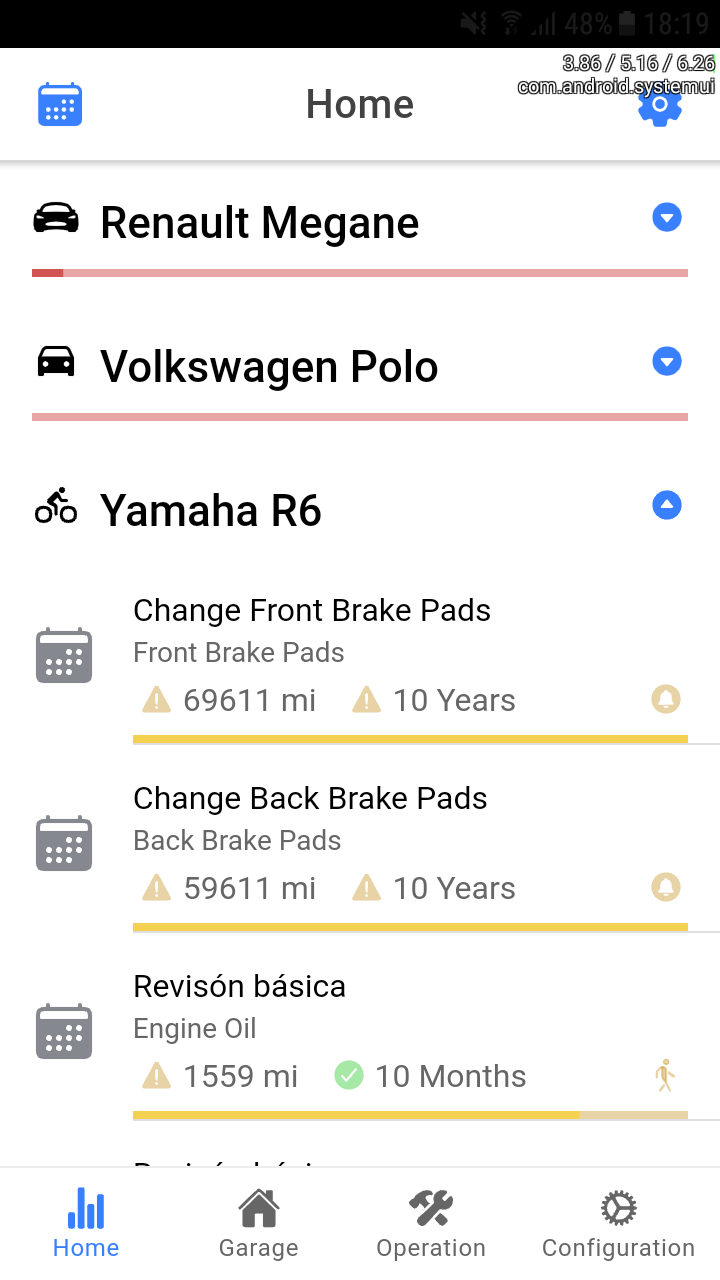 48% 18:19
3.86 / 5.16 / 6.26
com.android.systemui
Home
Renault Megane
Volkswagen Polo
Yamaha R6
Change Front Brake Pads
Front Brake Pads
69611 mi 10 Years
Change Back Brake Pads
Back Brake Pads
59611 mi 10 Years
Revisón básica
Engine Oil
1559 mi 10 Months
Home Garage Operation Configuration